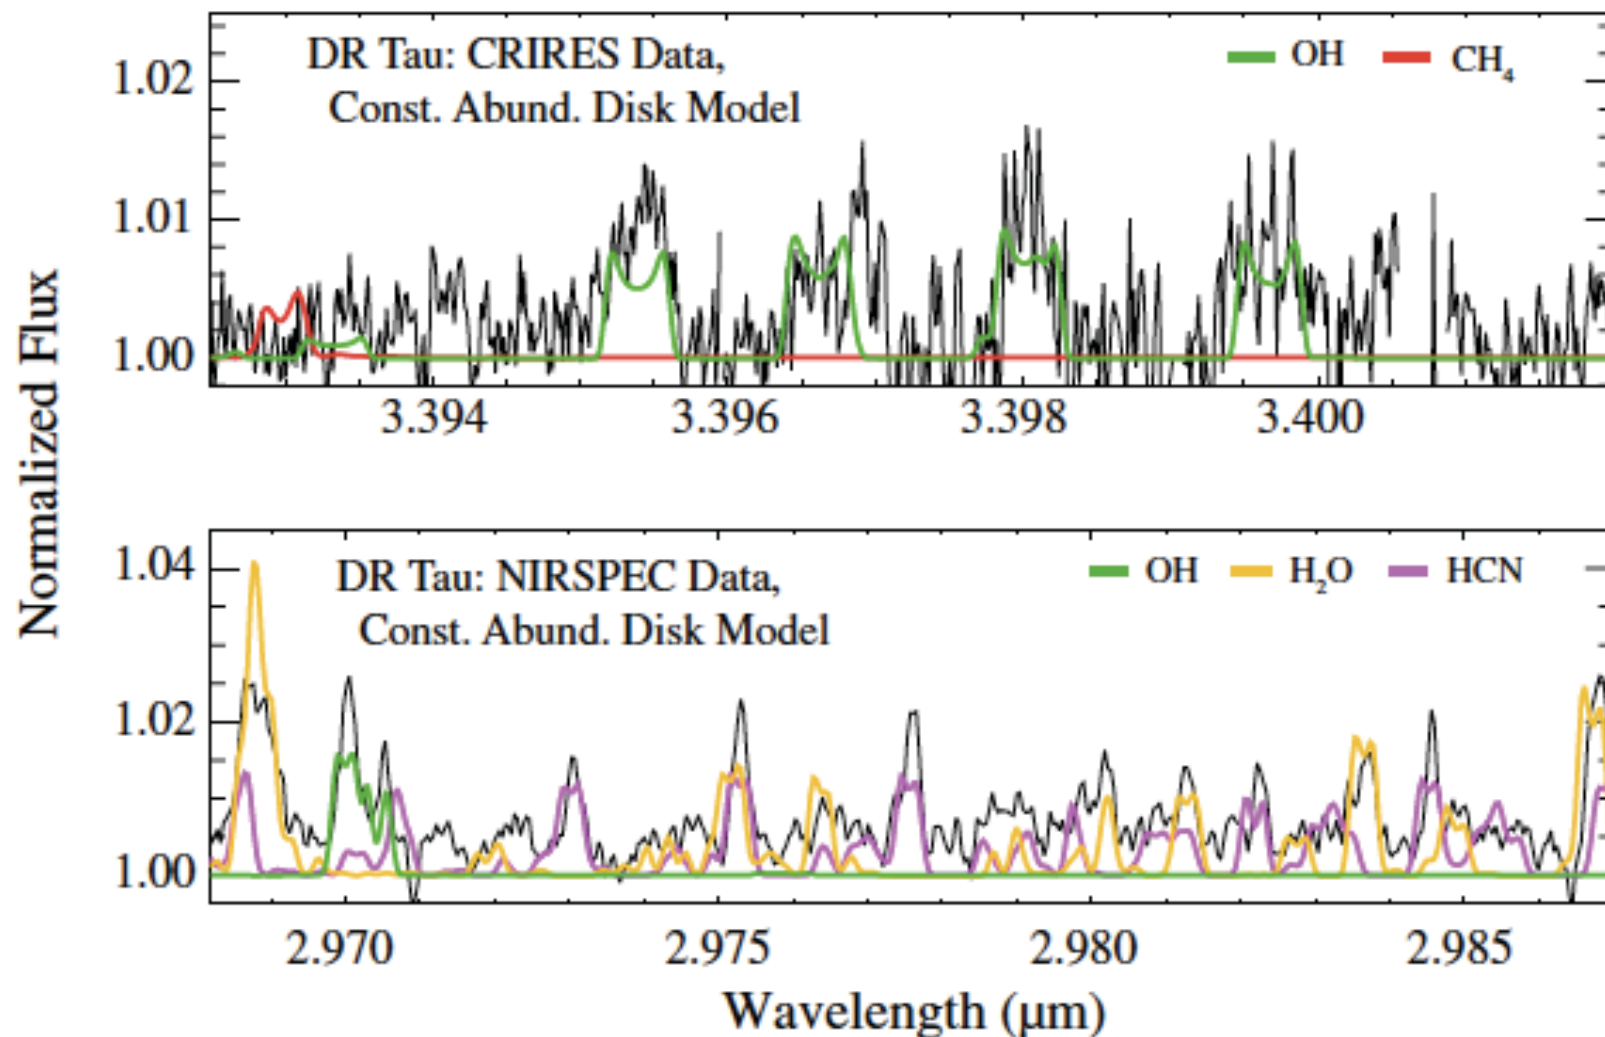 DR Tau: CRIRES Data,
Const. Abund. Disk Model
OH CH₄
1.02
1.01
1.00
3.394 3.396 3.398 3.400
Normalized Flux
DR Tau: NIRSPEC Data,
Const. Abund. Disk Model
OH H₂O HCN
1.04
1.02
1.00
2.970 2.975 2.980 2.985
Wavelength (µm)